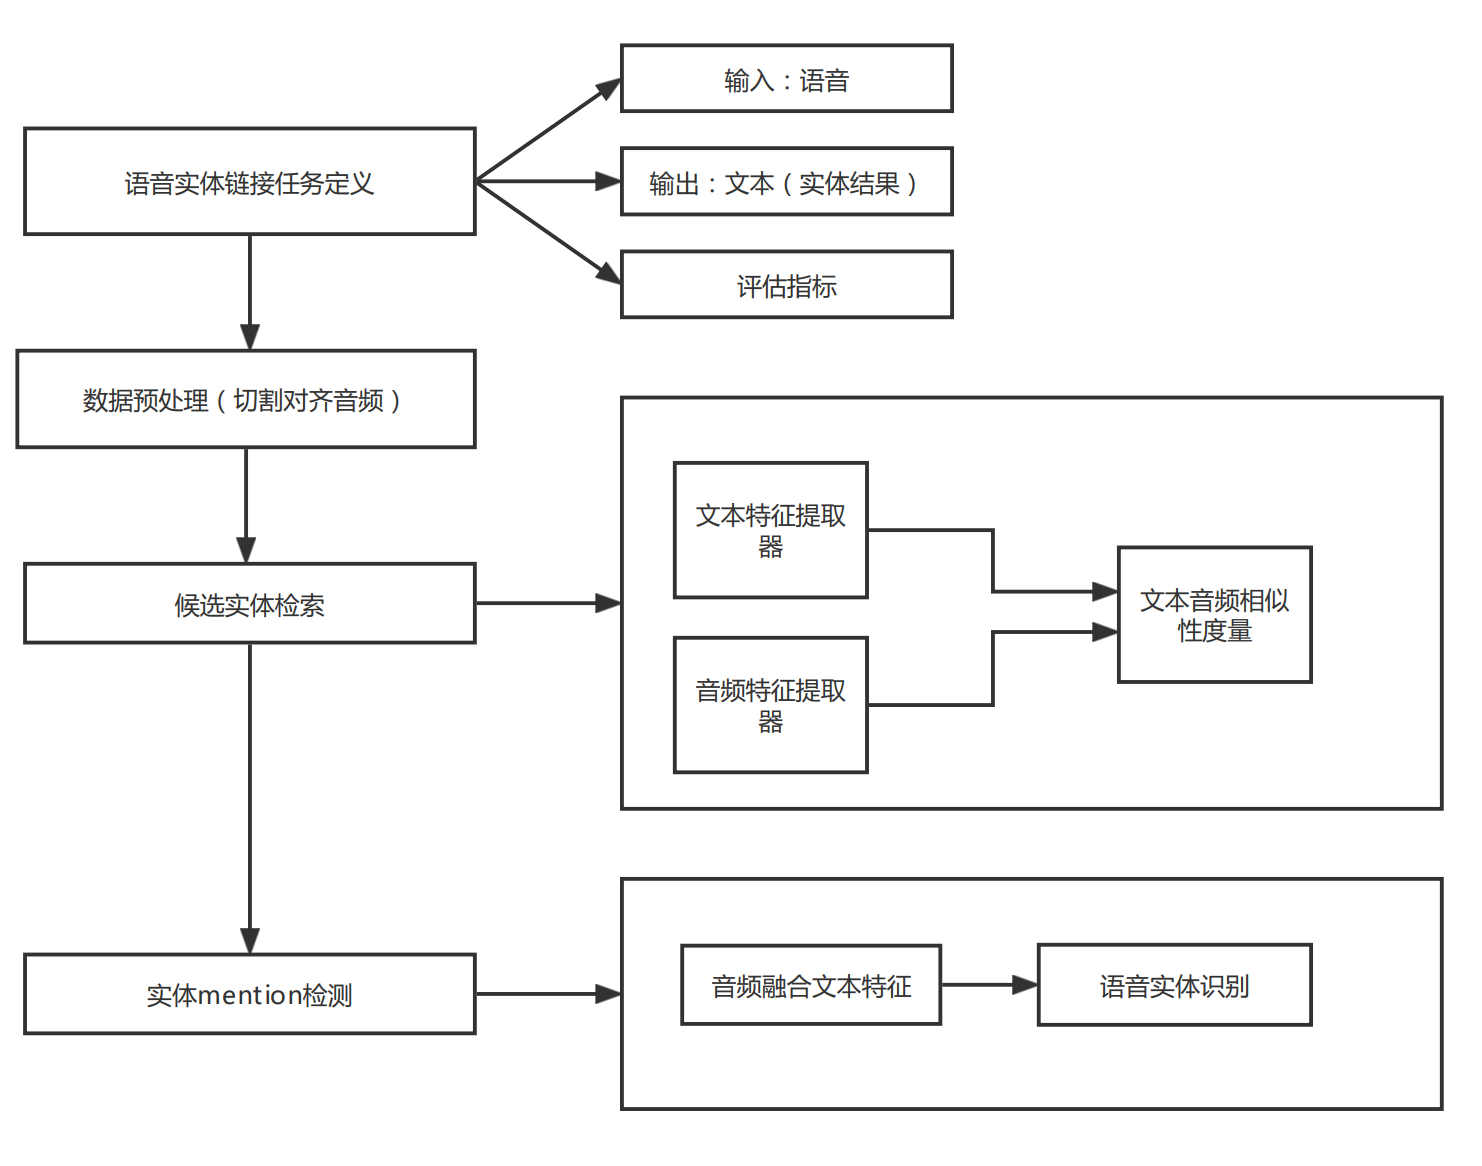 输入：语音
语音实体链接任务定义
输出：文本（实体结果）
评估指标
数据预处理（切割对齐音频）
候选实体检索
文本特征提取
器
音频特征提取
器
文本音频相似
性度量
实体mention检测
音频融合文本特征
语音实体识别